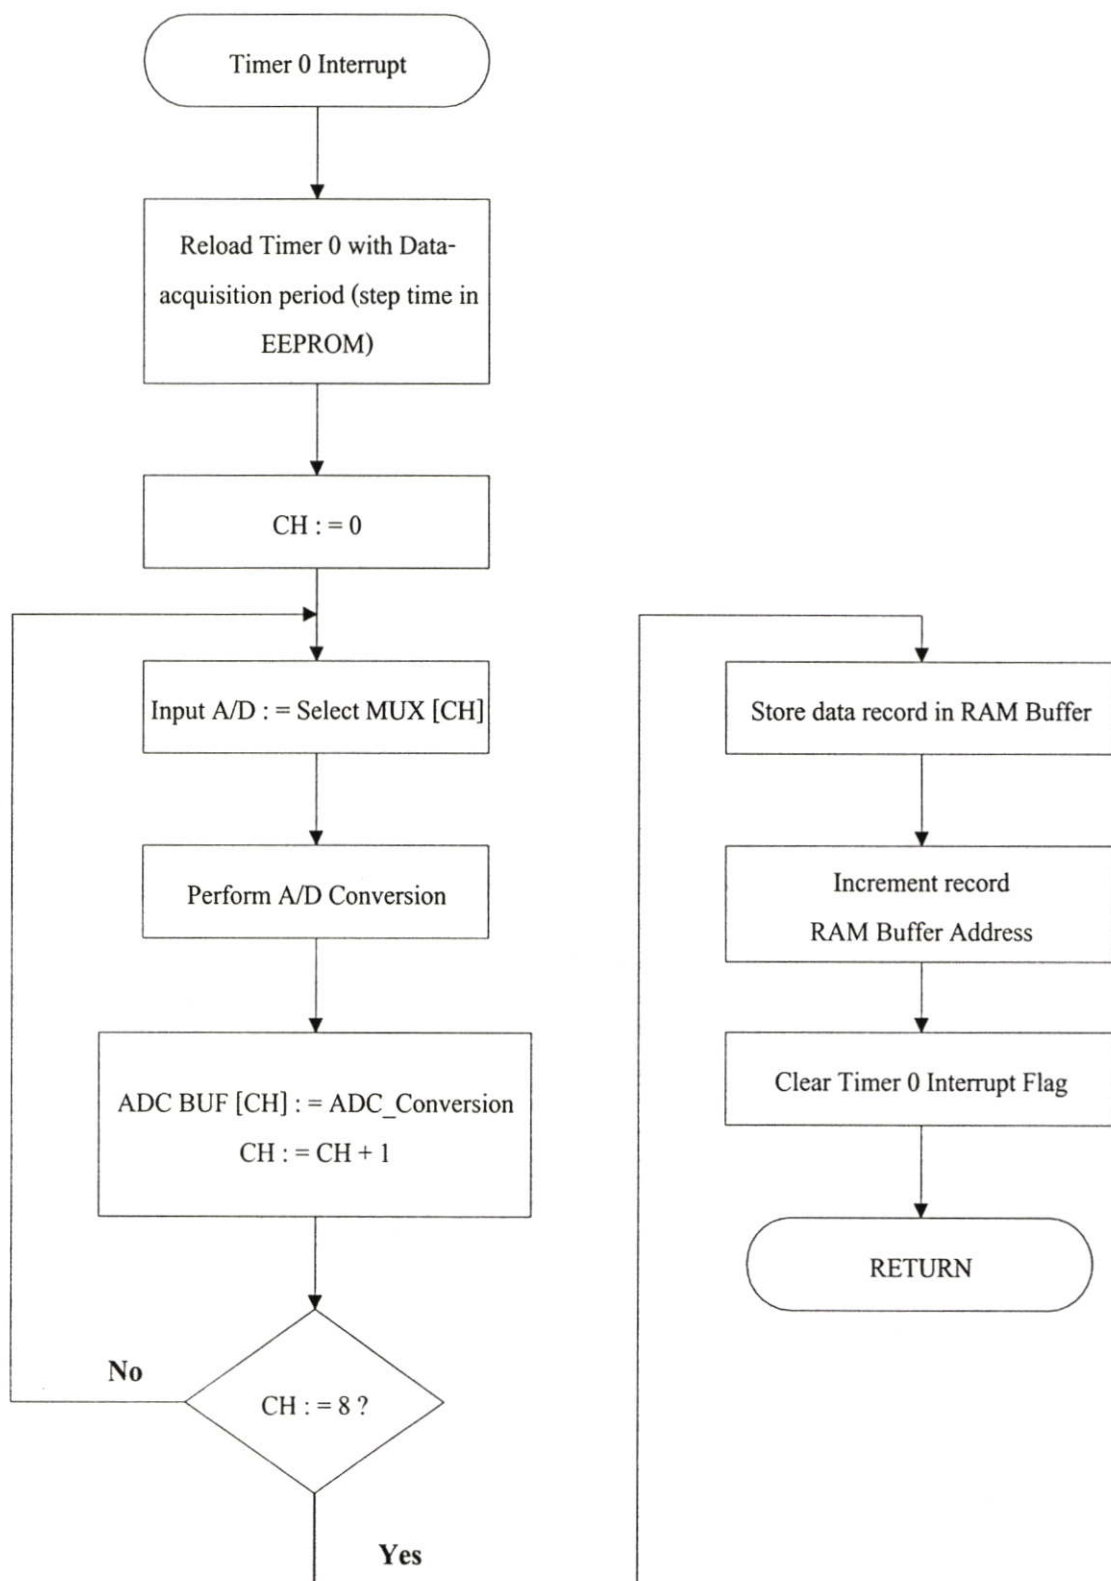 Timer 0 Interrupt
Reload Timer 0 with Data-
acquisition period (step time in
EEPROM)
CH : = 0
Input A/D : = Select MUX [CH]
Perform A/D Conversion
ADC BUF [CH] : = ADC_Conversion
CH : = CH + 1
No
CH : = 8 ?
Yes
Store data record in RAM Buffer
Increment record
RAM Buffer Address
Clear Timer 0 Interrupt Flag
RETURN